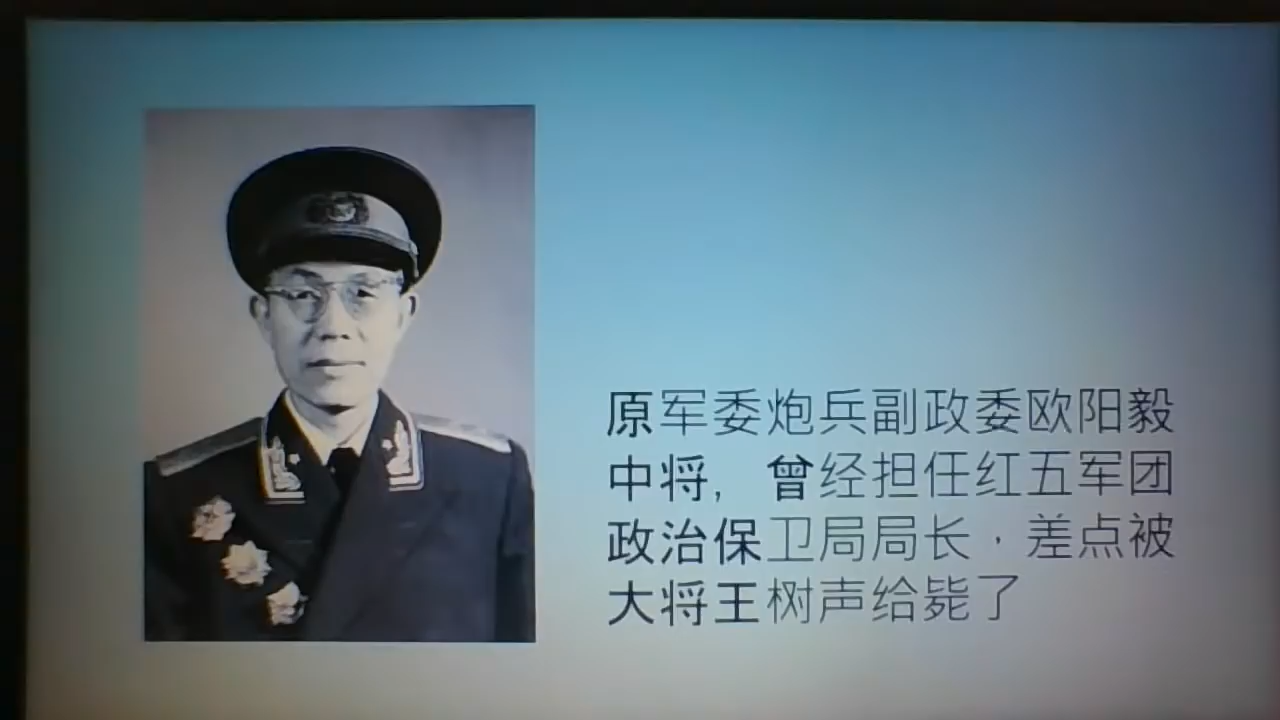 原军委炮兵副政委欧阳毅
中将，曾经担任红五军团
政治保卫局局长，差点被
大将王树声给毙了